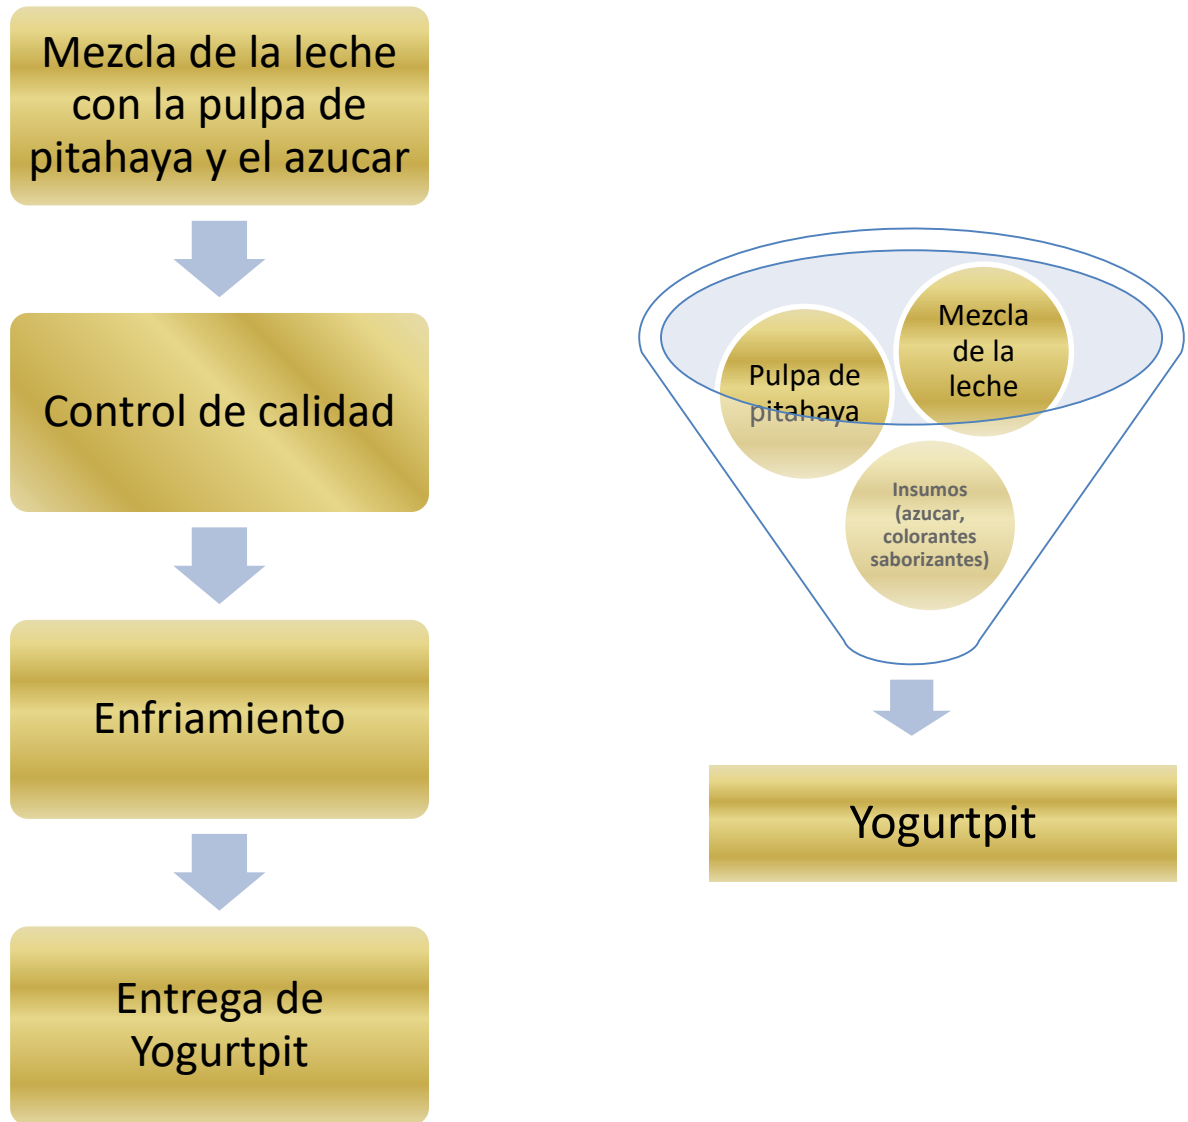 Mezcla de la leche
con la pulpa de
pitahaya y el azucar
Control de calidad
Enfriamiento
Entrega de
Yogurtpit
Mezcla
de la
leche
Pulpa de
pitahaya
Insumos
(azucar,
colorantes
saborizantes)
Yogurtpit